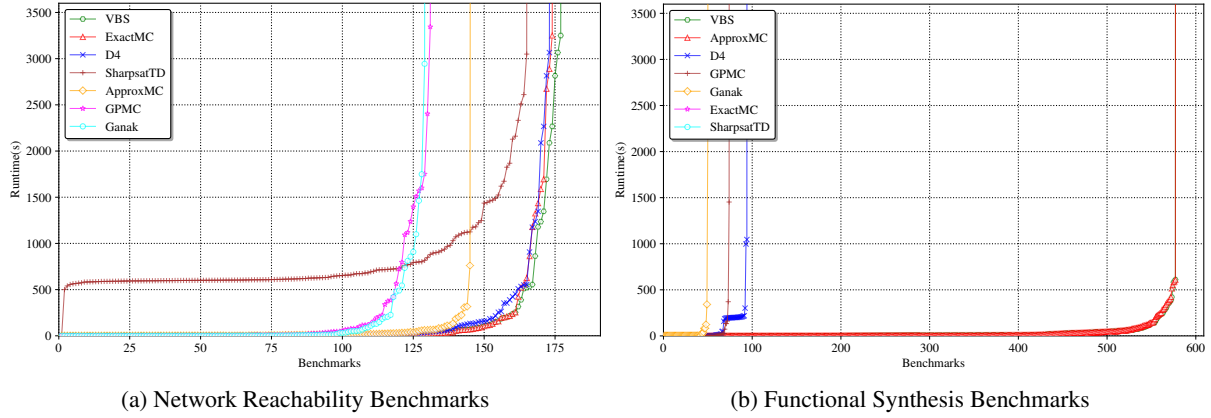 3500
3000
2500
2000
1500
1000
500
0
Runtime(s)
VBS
ExactMC
D4
SharpsatTD
ApproxMC
GPMC
Ganak
0 25 50 75 100 125 150 175
Benchmarks
(a) Network Reachability Benchmarks
3500
3000
2500
2000
1500
1000
500
0
Runtime(s)
VBS
ApproxMC
D4
GPMC
Ganak
ExactMC
SharpsatTD
0 100 200 300 400 500 600
Benchmarks
(b) Functional Synthesis Benchmarks